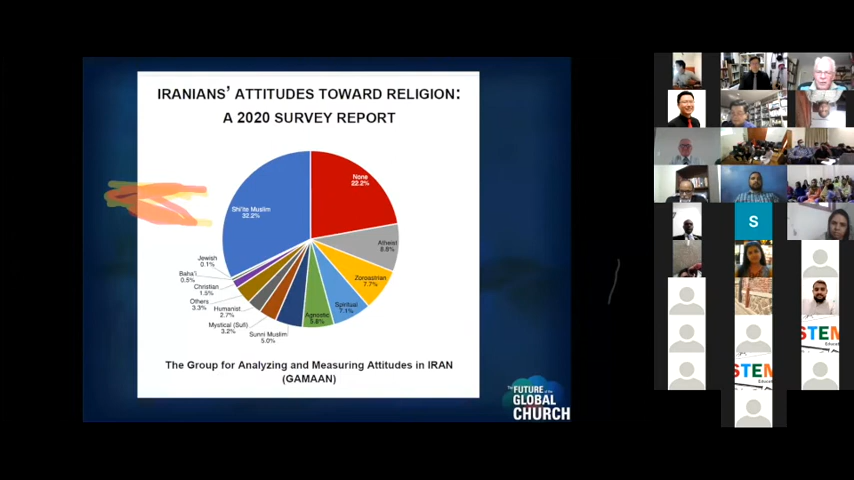 IRANIANS' ATTITUDES TOWARD RELIGION:
A 2020 SURVEY REPORT
None
22.2%
Shi'ite Muslim
32.2%
Atheist
8.8%
Jewish
0.1%
Baha'i
0.5%
Zoroastrian
7.7%
Christian
1.5%
Others
3.3%
Humanist
2.7%
Spiritual
7.1%
Agnostic
5.8%
Mystical (Sufi)
3.2%
Sunni Muslim
5.0%
The Group for Analyzing and Measuring Attitudes in IRAN
(GAMAAN)
THE FUTURE of the
GLOBAL
CHURCH
S
STEM
Educat
STEM
Educat